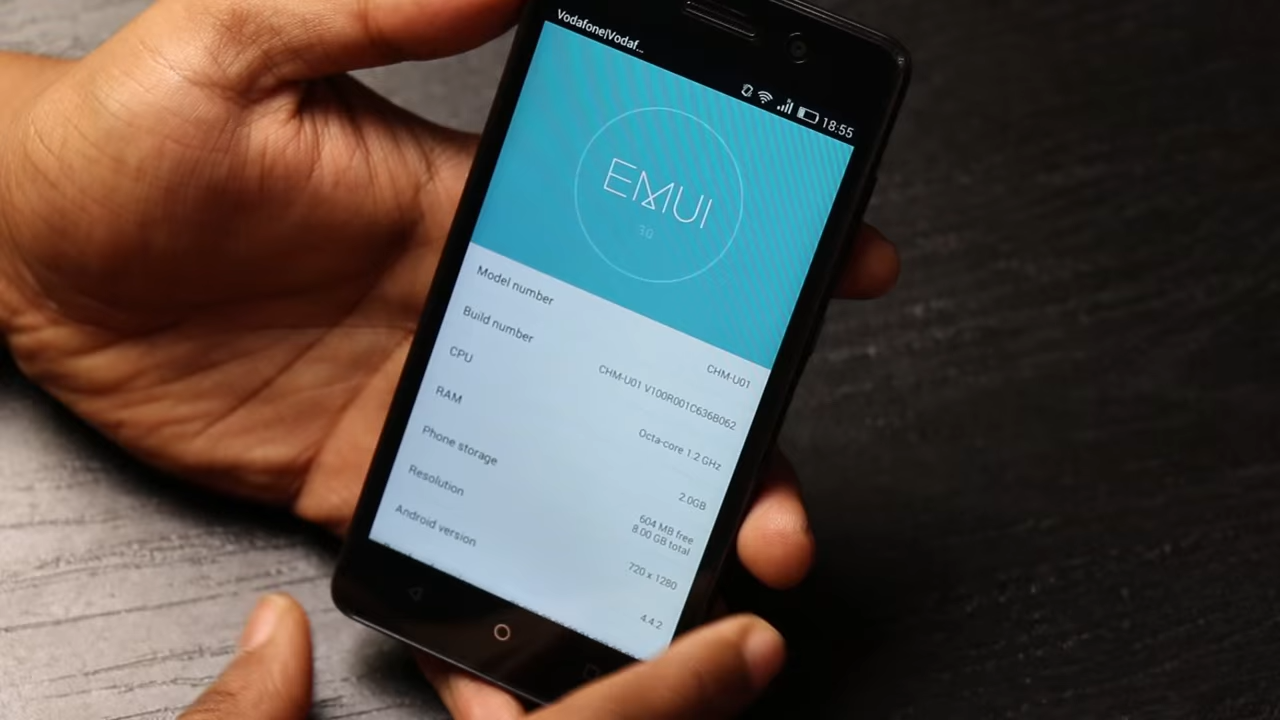 Vodafone|Vodaf...
18:55
EMUI
3.0
Model number
CHM-U01
Build number
CHM-U01 V100R001C636B062
CPU
Octa-core 1.2 GHz
RAM
2.0GB
Phone storage
604 MB free
8.00 GB total
Resolution
720 x 1280
Android version
4.4.2